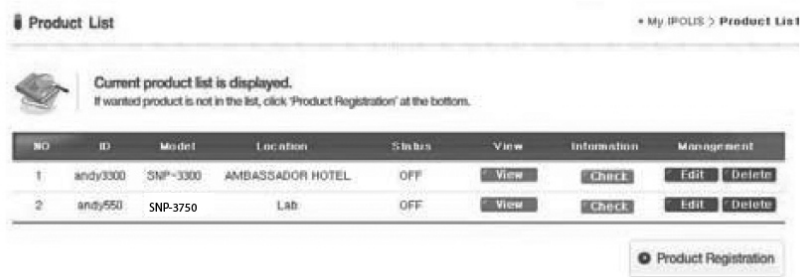 Product List
• My iPOLiS > Product List
Current product list is displayed.
If wanted product is not in the list, click 'Product Registration' at the bottom.
NO ID Model Location Status View Information Management
1 andy3300 SNP-3300 AMBASSADOR HOTEL OFF View Check Edit Delete
2 andy550 SNP-3750 Lab OFF View Check Edit Delete
Product Registration